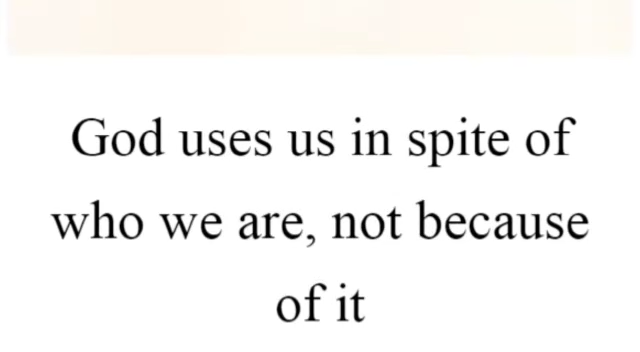 God uses us in spite of
who we are, not because
of it